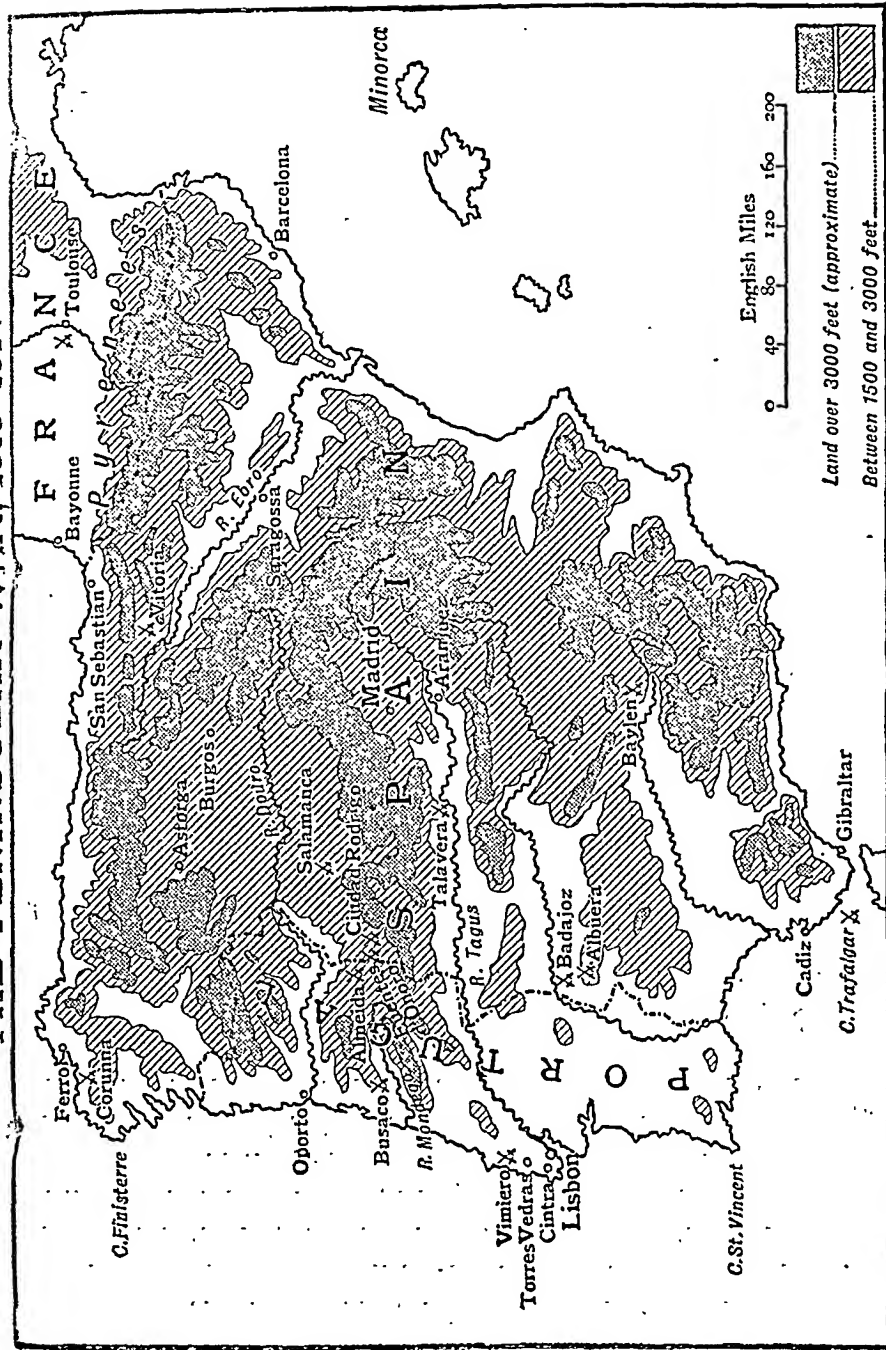 FRANCE
Toulouse
Bayonne
Pyrenees
San Sebastian
Vitoria
Ferrol
Corunna
C.Finisterre
Astorga
Burgos
R. Ebro
Saragossa
Barcelona
Minorca
R. Douro
Oporto
Salamanca
Almeida
Ciudad Rodrigo
Busaco
Madrid
SPAIN
Aranjuez
Talavera
R. Tagus
PORTUGAL
Vimiero
Torres Vedras
Cintra
Lisbon
Badajoz
Albuera
Baylen
C.St.Vincent
Cadiz
C.Trafalgar
Gibraltar
English Miles
0 40 80 120 160 200
Land over 3000 feet (approximate)
Between 1500 and 3000 feet